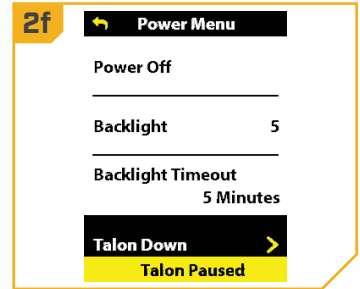 2f
Power Menu
Power Off
Backlight 5
Backlight Timeout
5 Minutes
Talon Down
Talon Paused